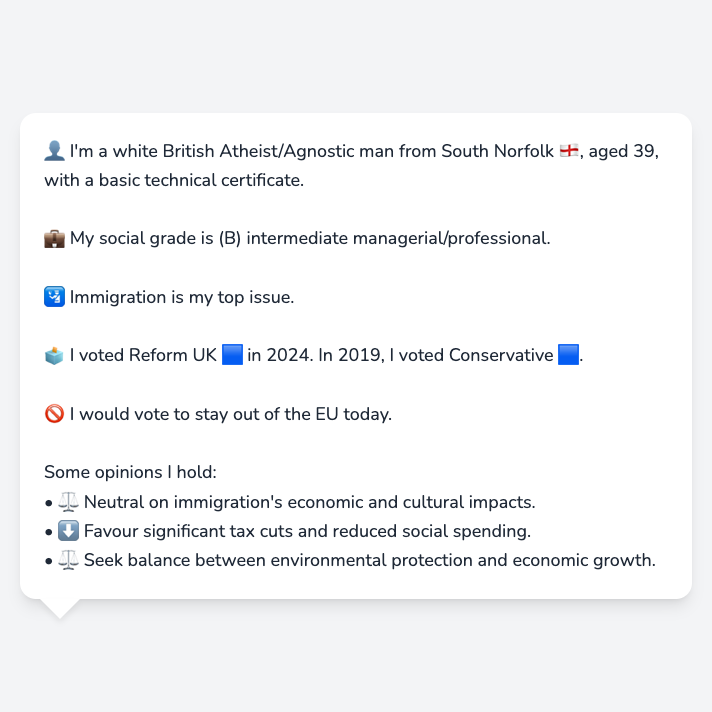 👤 I'm a white British Atheist/Agnostic man from South Norfolk 🏴󠁧󠁢󠁥󠁮󠁧󠁿, aged 39,
with a basic technical certificate.
💼 My social grade is (B) intermediate managerial/professional.
🛂 Immigration is my top issue.
🗳️ I voted Reform UK 🟦 in 2024. In 2019, I voted Conservative 🟦.
🚫 I would vote to stay out of the EU today.
Some opinions I hold:
• ⚖️ Neutral on immigration's economic and cultural impacts.
• ⬇️ Favour significant tax cuts and reduced social spending.
• ⚖️ Seek balance between environmental protection and economic growth.